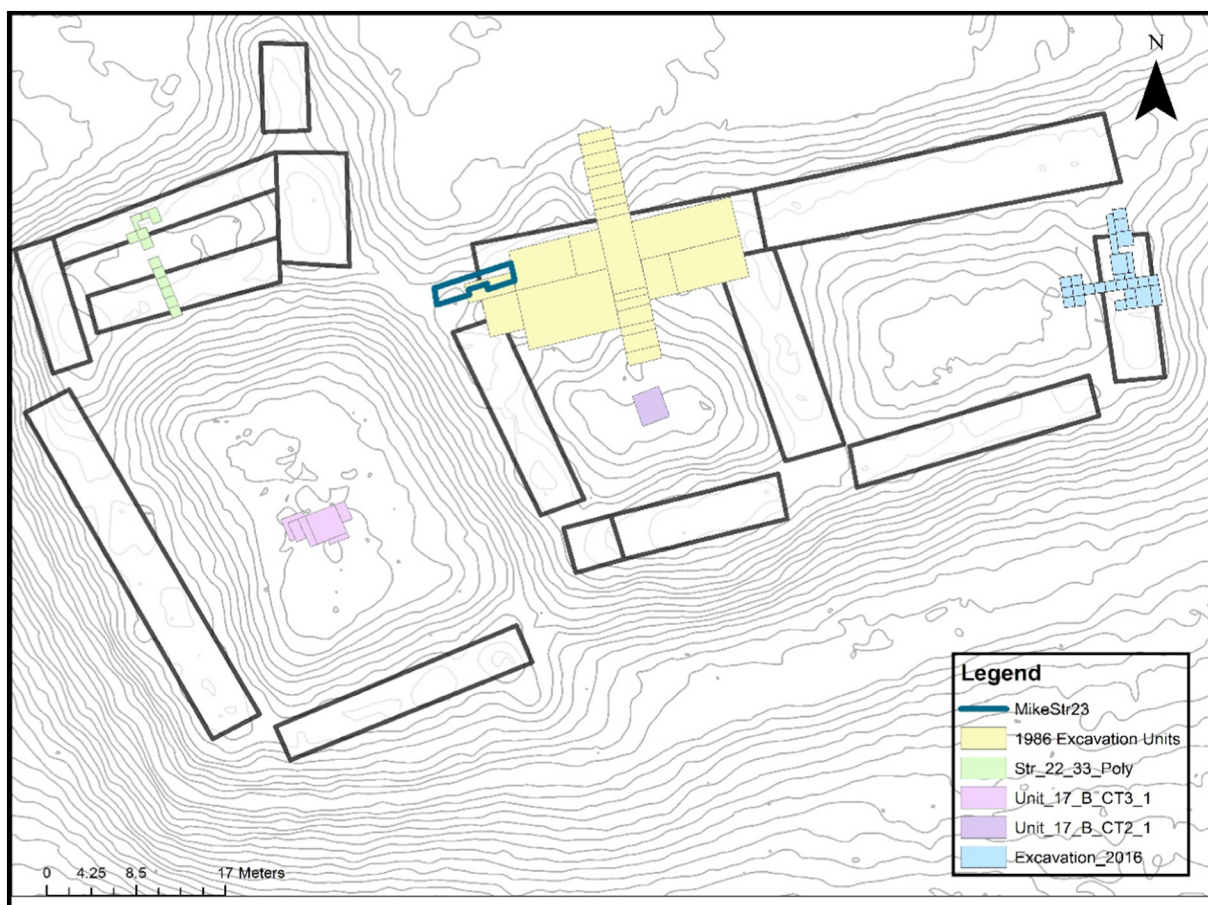 N
Legend
MikeStr23
1986 Excavation Units
Str_22_33_Poly
Unit_17_B_CT3_1
Unit_17_B_CT2_1
Excavation_2016
0 4.25 8.5 17 Meters